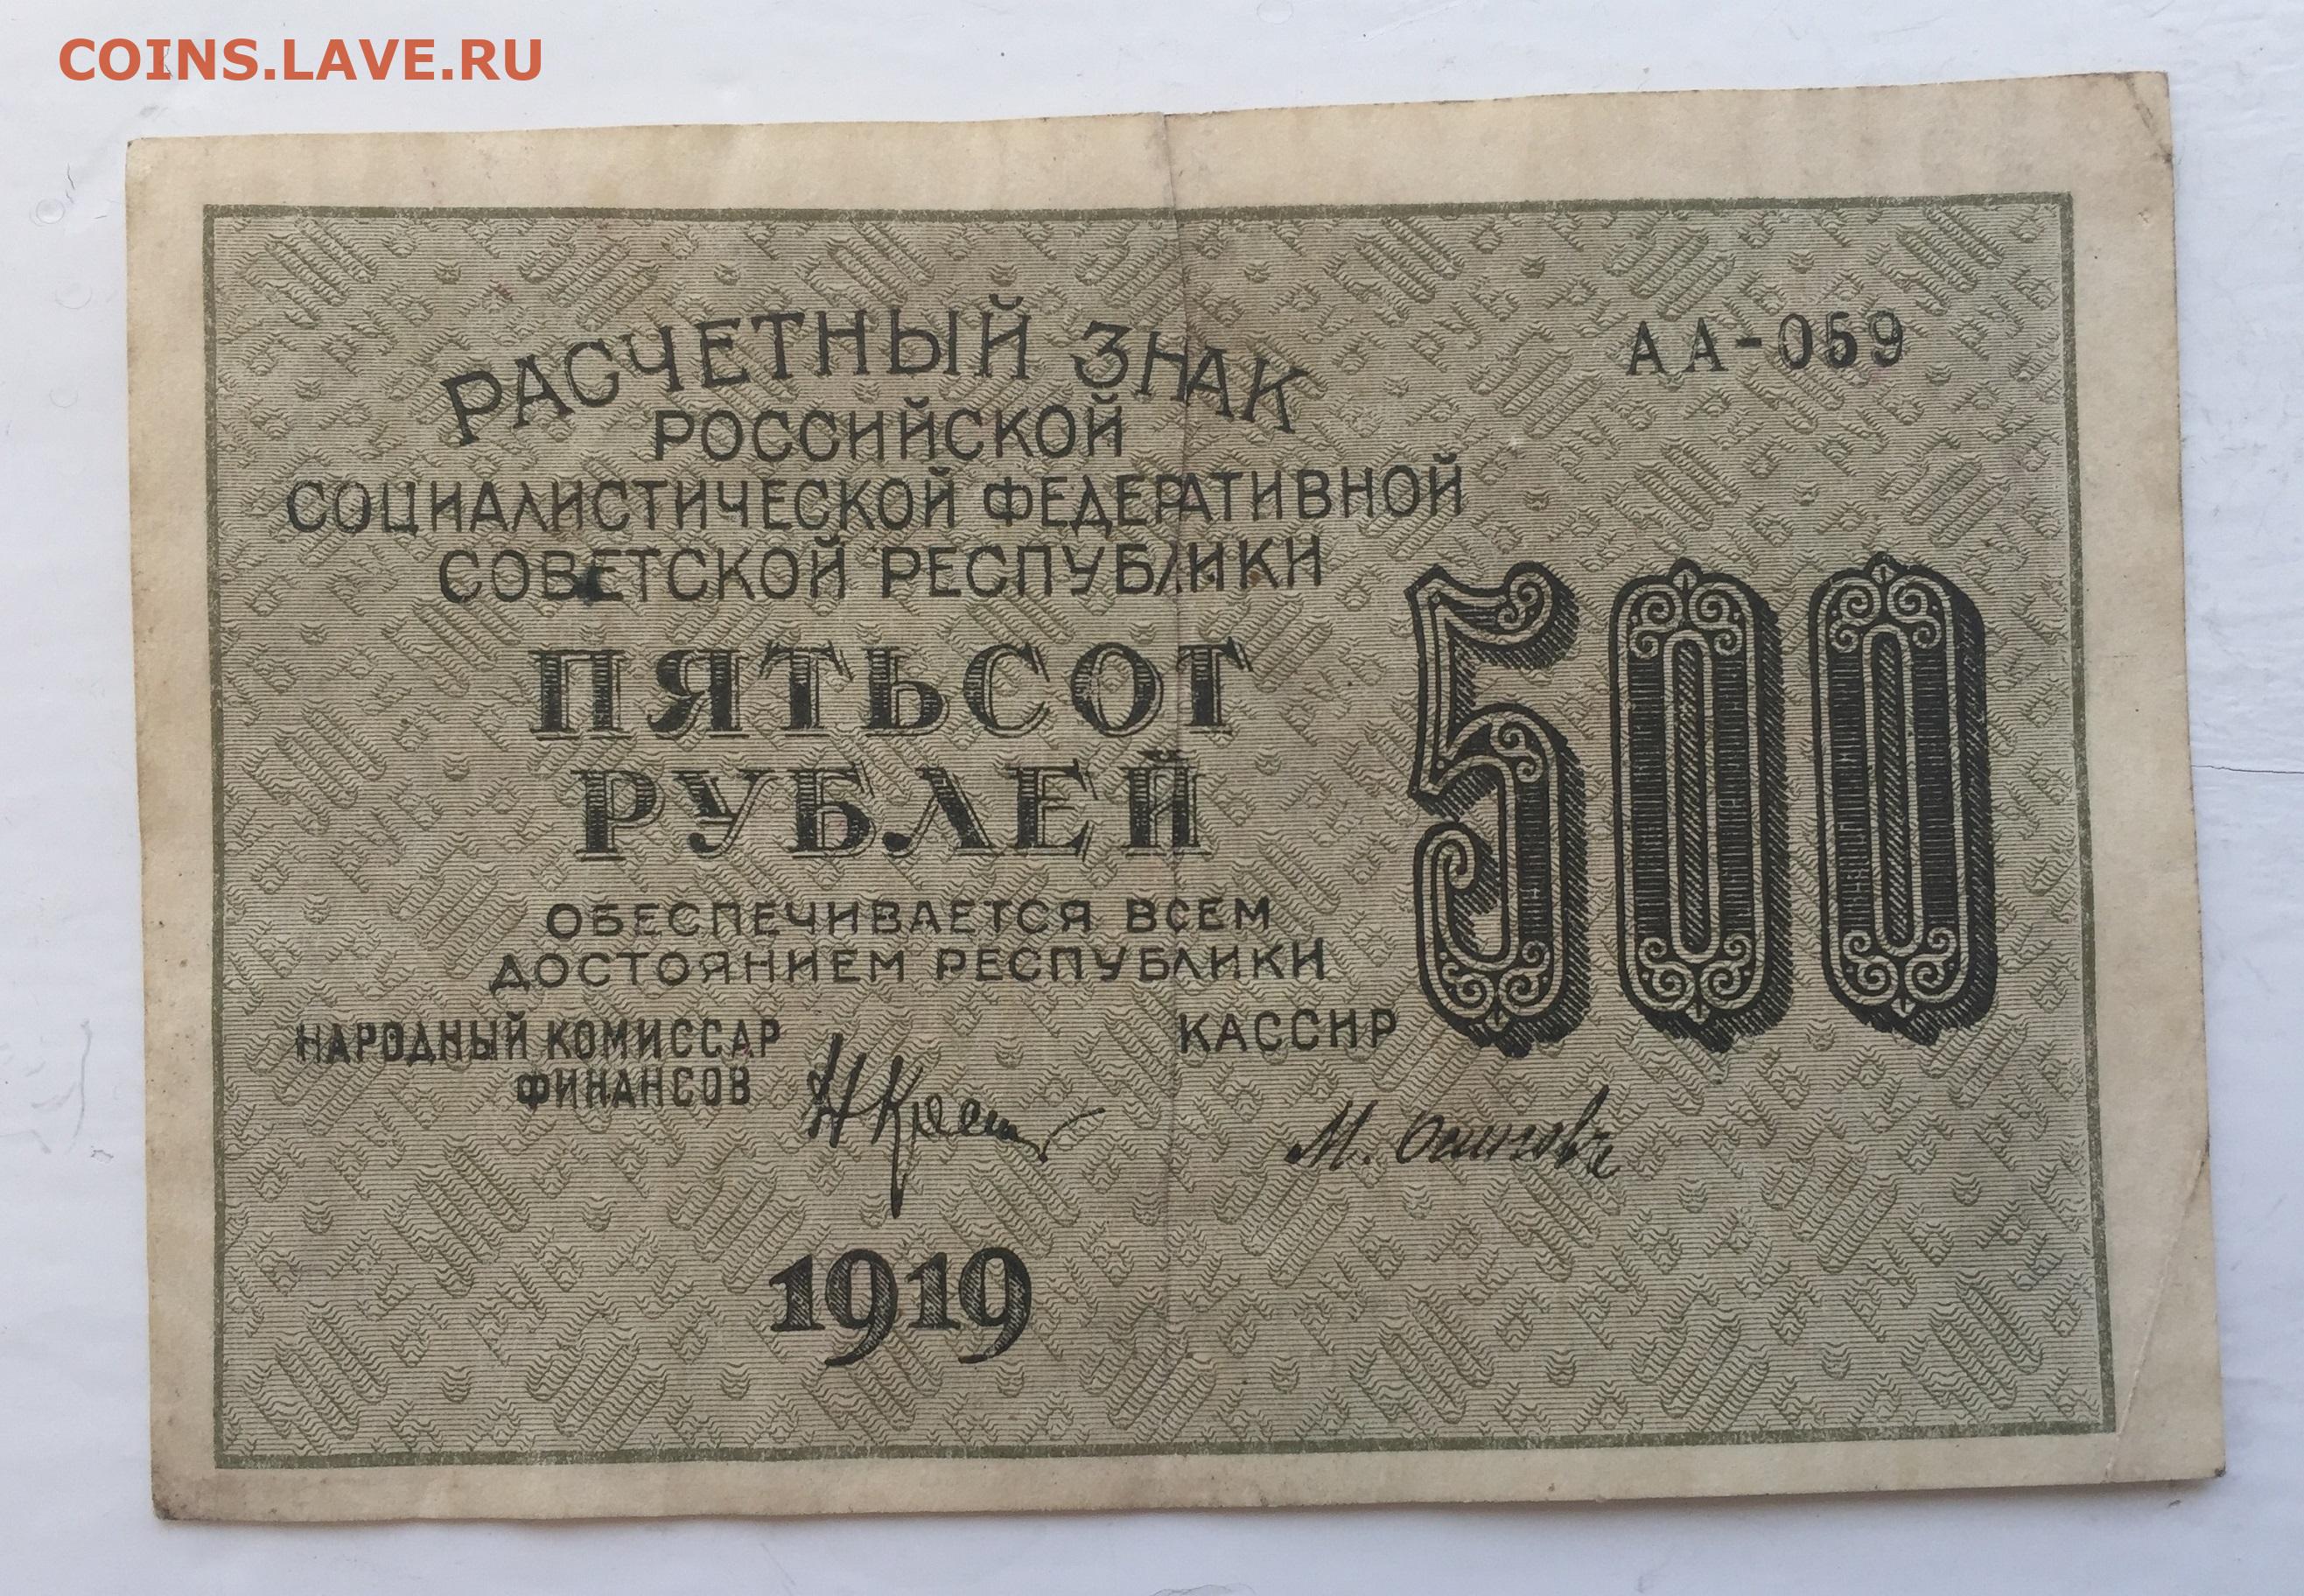 COINS.LAVE.RU
РАСЧЕТНЫЙ ЗНАК
АА-059
РОССИЙСКОЙ
СОЦИАЛИСТИЧЕСКОЙ ФЕДЕРАТИВНОЙ
СОВЕТСКОЙ РЕСПУБЛИКИ
ПЯТЬСОТ
РУБЛЕЙ
500
ОБЕСПЕЧИВАЕТСЯ ВСЕМ
ДОСТОЯНИЕМ РЕСПУБЛИКИ
НАРОДНЫЙ КОМИССАР
ФИНАНСОВ
КАССИР
М. Осипов
1919